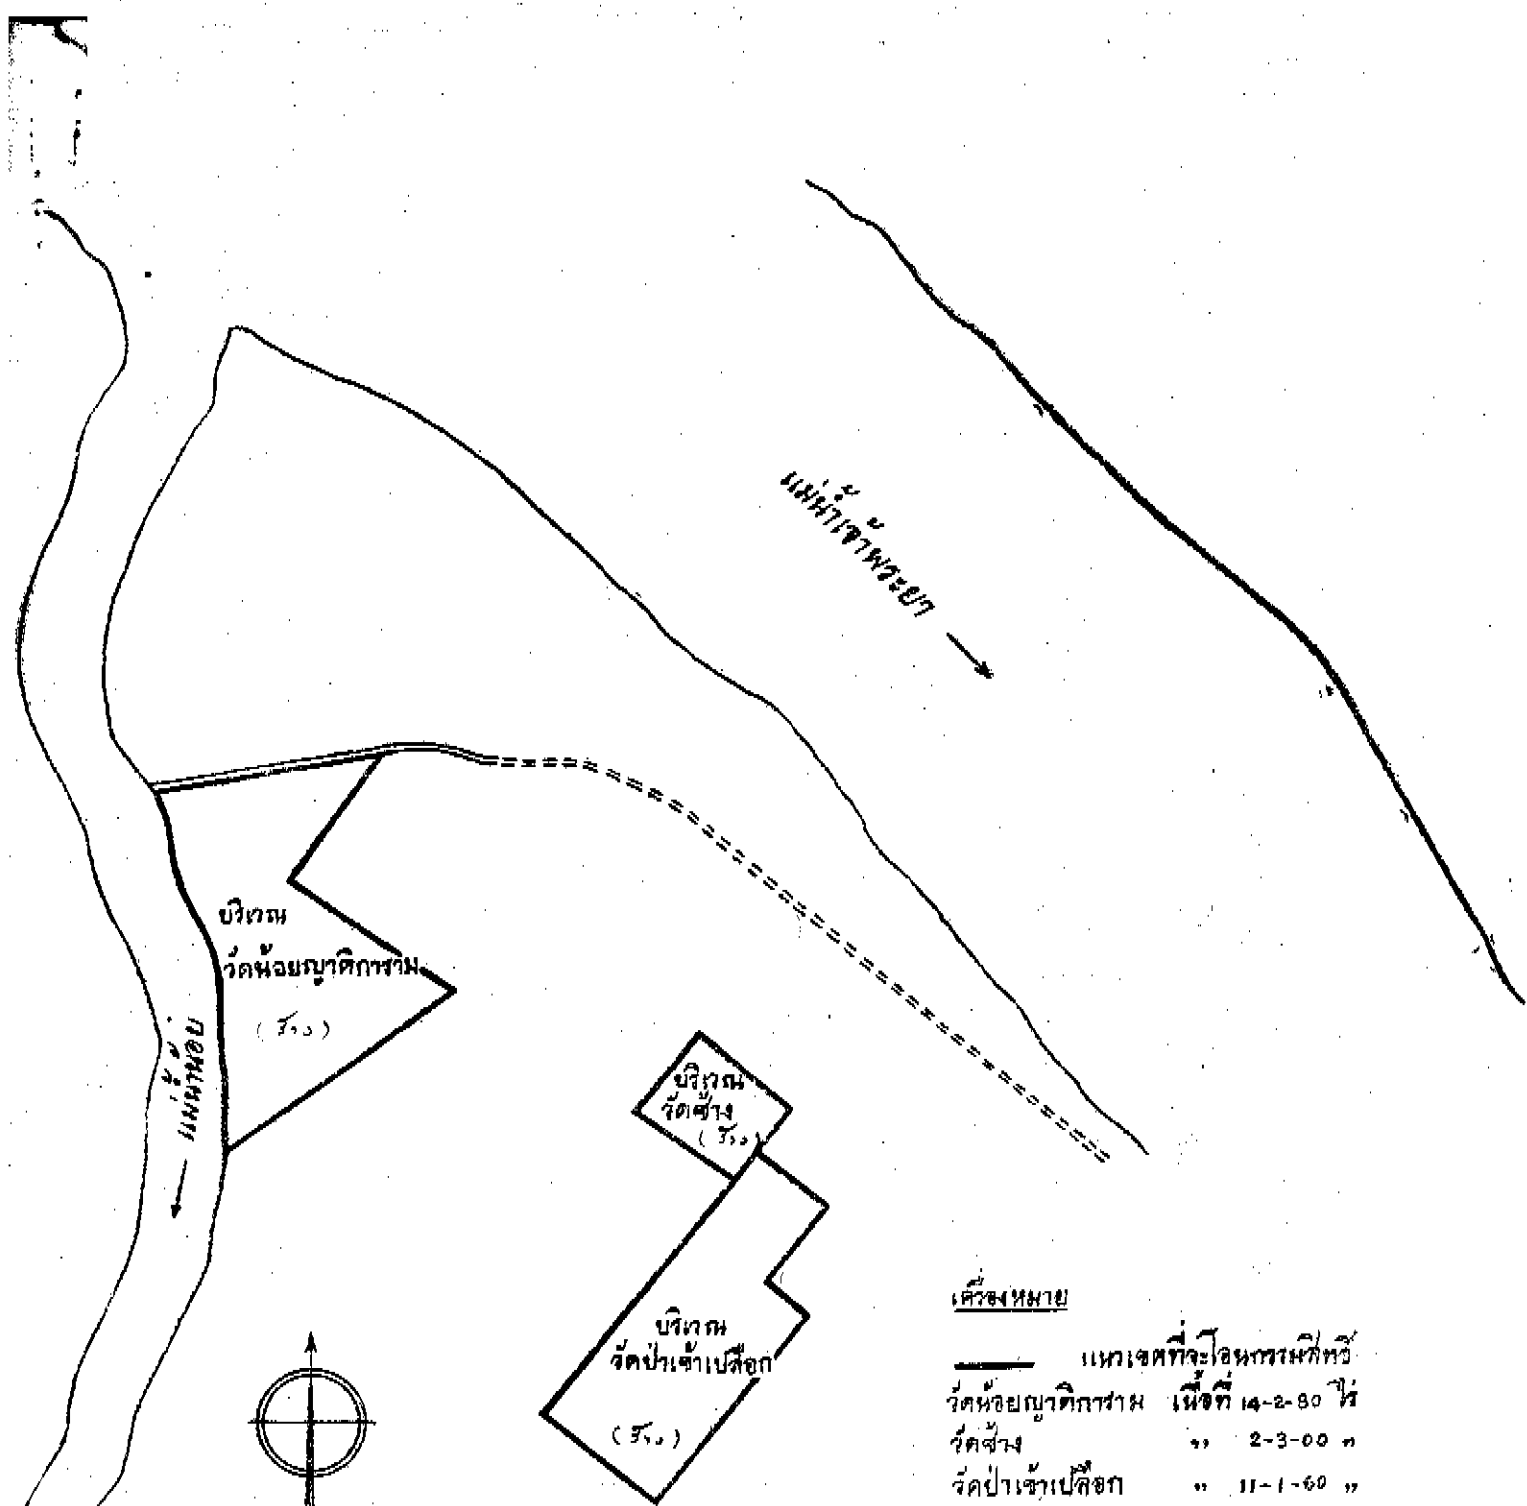 แม่น้ำเจ้าพระยา
บริเวณ
วัดน้อยญาติการาม
(ร้าง)
แม่น้ำน้อย
บริเวณ
วัดช้าง
(ร้าง)
บริเวณ
วัดป่าเข้าเปลือก
(ร้าง)
เครื่องหมาย
แนวเขตที่จะโอนกรรมสิทธิ์
วัดน้อยญาติการาม เนื้อที่ 14-2-80 ไร่
วัดช้าง " 2-3-00 "
วัดป่าเข้าเปลือก " 11-1-60 "